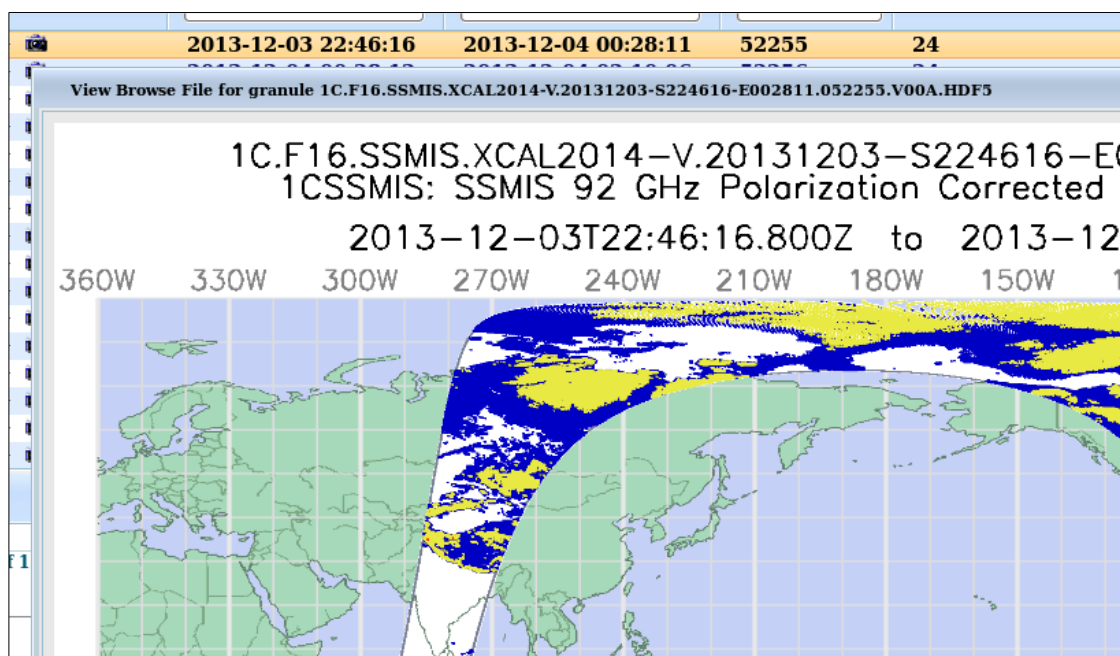 2013-12-03 22:46:16 2013-12-04 00:28:11 52255 24
View Browse File for granule 1C.F16.SSMIS.XCAL2014-V.20131203-S224616-E002811.052255.V00A.HDF5
1C.F16.SSMIS.XCAL2014-V.20131203-S224616-E
1CSSMIS: SSMIS 92 GHz Polarization Corrected
2013-12-03T22:46:16.800Z to 2013-12
360W 330W 300W 270W 240W 210W 180W 150W
f 1